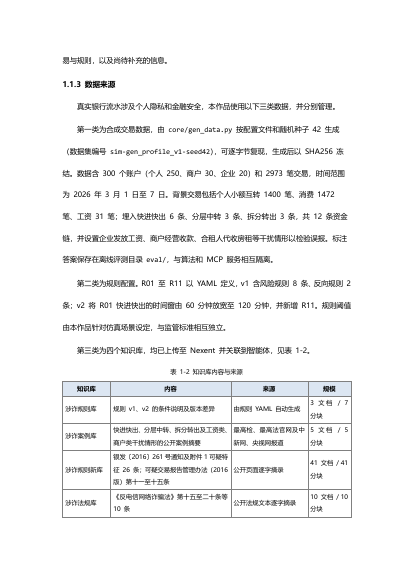 易与规则，以及尚待补充的信息。
1.1.3 数据来源
真实银行流水涉及个人隐私和金融安全，本作品使用以下三类数据，并分别管理。
第一类为合成交易数据，由 core/gen_data.py 按配置文件和随机种子 42 生成
（数据集编号 sim-gen_profile_v1-seed42），可逐字节复现，生成后以 SHA256 冻
结。数据含 300 个账户（个人 250、商户 30、企业 20）和 2973 笔交易，时间范围
为 2026 年 3 月 1 日至 7 日。背景交易包括个人小额互转 1400 笔、消费 1472
笔、工资 31 笔；埋入快进快出 6 条、分层中转 3 条、拆分转出 3 条，共 12 条资金
链，并设置企业发放工资、商户经营收款、合租人代收房租等干扰情形以检验误报。标注
答案保存在离线评测目录 eval/，与算法和 MCP 服务相互隔离。
第二类为规则配置。R01 至 R11 以 YAML 定义，v1 含风险规则 8 条、反向规则 2
条；v2 将 R01 快进快出的时间窗由 60 分钟放宽至 120 分钟，并新增 R11。规则阈值
由本作品针对仿真场景设定，与监管标准相互独立。
第三类为四个知识库，均已上传至 Nexent 并关联到智能体，见表 1-2。
表 1-2 知识库内容与来源
知识库 内容 来源 规模
涉诈规则库 规则 v1、v2 的条件说明及版本差异 由规则 YAML 自动生成 3 文档 / 7
分块
涉诈案例库 快进快出、分层中转、拆分转出及工资类、 最高检、最高法官网及中 5 文档 / 5
商户类干扰情形的公开案例摘要 新网、央视网报道 分块
涉诈规则新库 银发〔2016〕261号通知及附件1可疑特 公开页面逐字摘录 41 文档 /41
征 26 条；可疑交易报告管理办法（2016 分块
版）第十一至十五条
涉诈法规库 《反电信网络诈骗法》第十五至二十条等 公开法规文本逐字摘录 10 文档 /10
10 条 分块